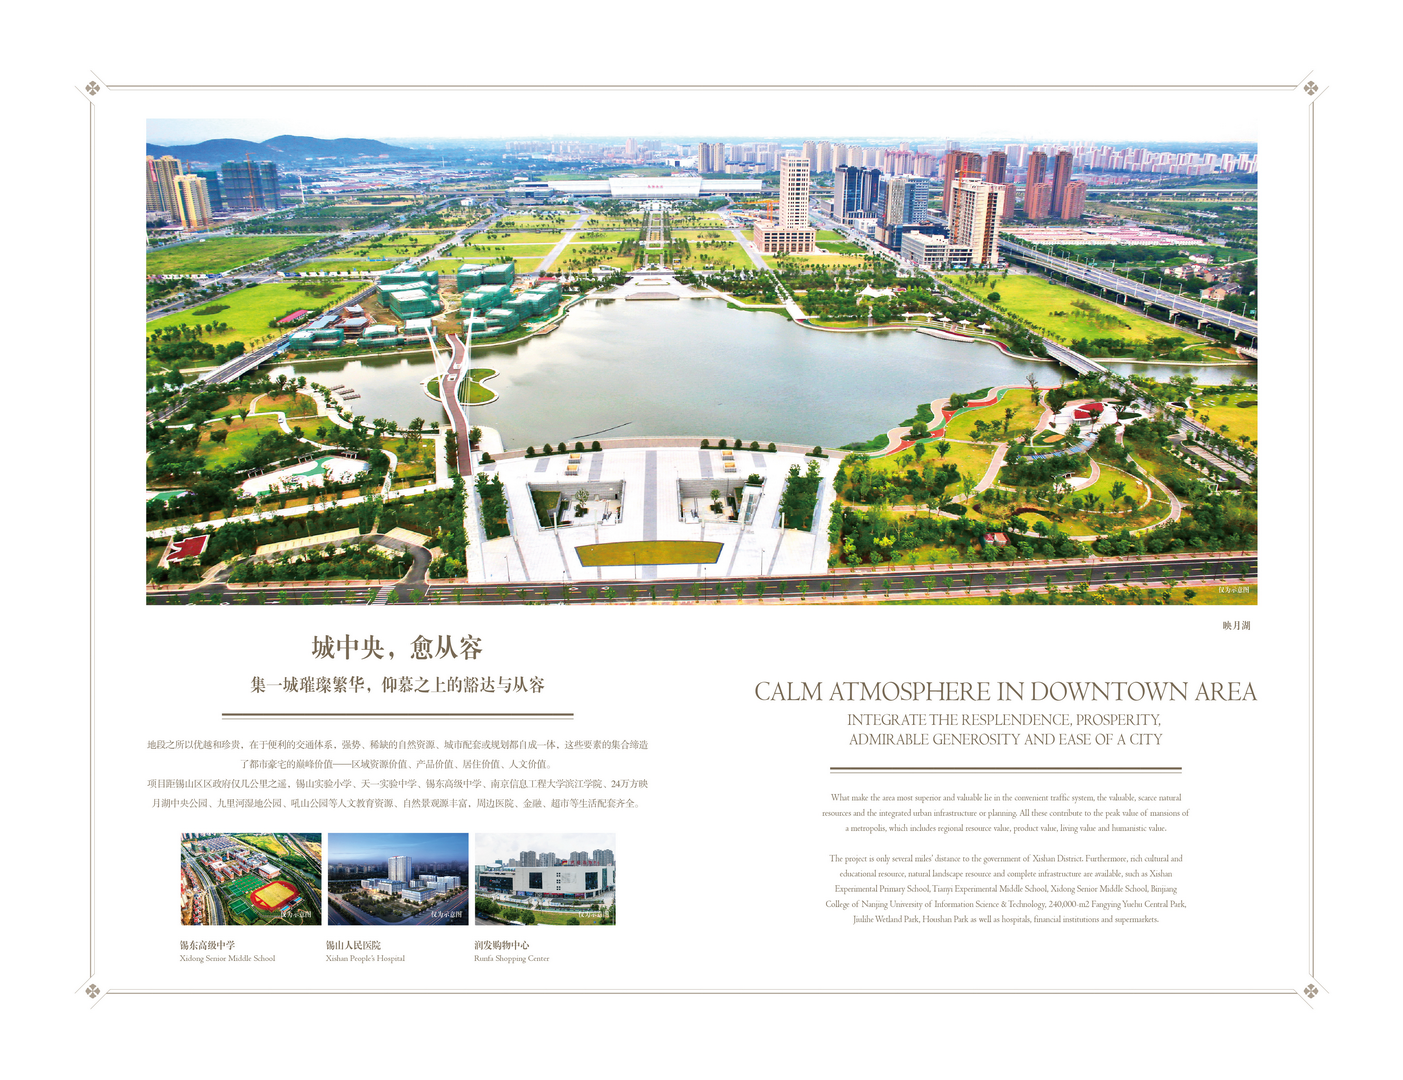 仅为示意图
映月湖
城中央，愈从容
集一城璀璨繁华，仰慕之上的豁达与从容
地段之所以优越和珍贵，在于便利的交通体系，强势、稀缺的自然资源、城市配套或规划都自成一体，这些要素的集合缔造
了都市豪宅的巅峰价值——区域资源价值、产品价值、居住价值、人文价值。
项目距锡山区区政府仅几公里之遥，锡山实验小学、天一实验中学、锡东高级中学、南京信息工程大学滨江学院、24万方映
月湖中央公园、九里河湿地公园、吼山公园等人文教育资源、自然景观源丰富，周边医院、金融、超市等生活配套齐全。
仅为示意图
仅为示意图
仅为示意图
锡东高级中学
Xidong Senior Middle School
锡山人民医院
Xishan People's Hospital
润发购物中心
Runfa Shopping Center
CALM ATMOSPHERE IN DOWNTOWN AREA
INTEGRATE THE RESPLENDENCE, PROSPERITY,
ADMIRABLE GENEROSITY AND EASE OF A CITY
What make the area most superior and valuable lie in the convenient traffic system, the valuable, scarce natural
resources and the integrated urban infrastructure or planning. All these contribute to the peak value of mansions of
a metropolis, which includes regional resource value, product value, living value and humanistic value.
The project is only several miles' distance to the government of Xishan District. Furthermore, rich cultural and
educational resource, natural landscape resource and complete infrastructure are available, such as Xishan
Experimental Primary School, Tianyi Experimental Middle School, Xidong Senior Middle School, Binjiang
College of Nanjing University of Information Science & Technology, 240,000-m2 Fangying Yuehu Central Park,
Jiulihe Wetland Park, Houshan Park as well as hospitals, financial institutions and supermarkets.